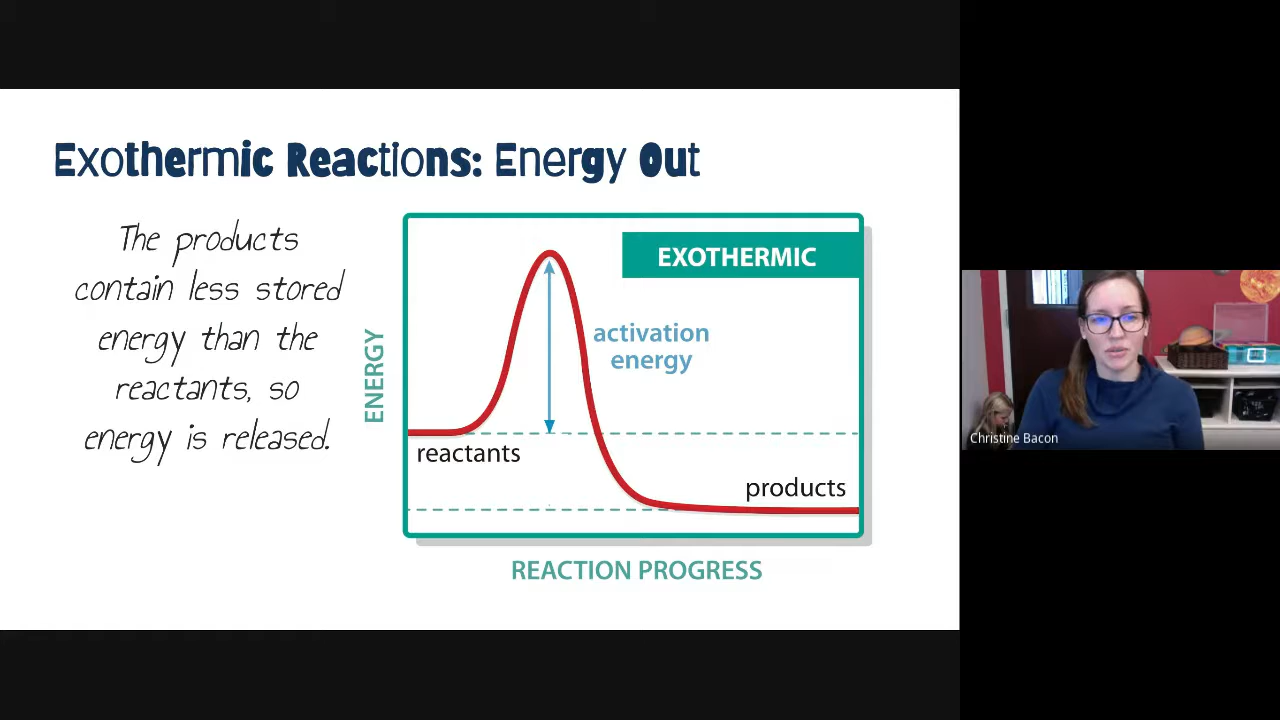 Exothermic Reactions: Energy Out
The products
contain less stored
energy than the
reactants, so
energy is released.
ENERGY
EXOTHERMIC
activation
energy
reactants
products
REACTION PROGRESS
Christine Bacon